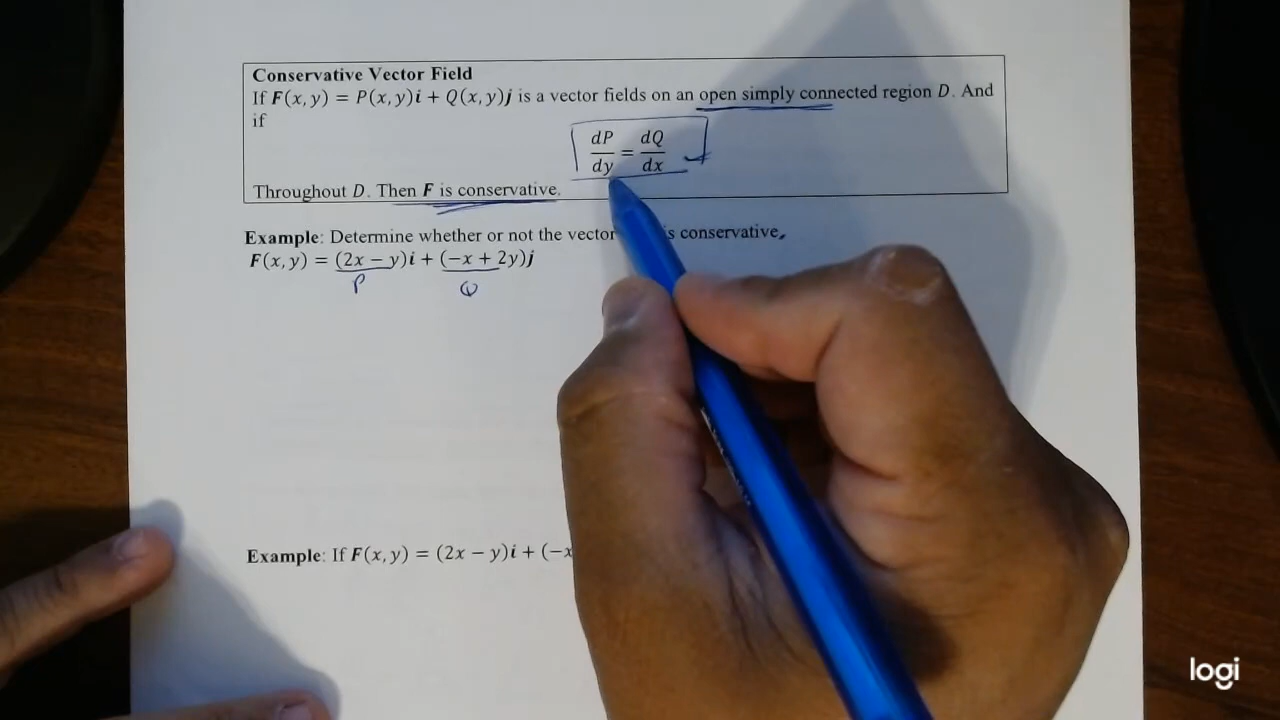 Conservative Vector Field
If F(x, y) = P(x, y)i + Q(x, y)j is a vector fields on an open simply connected region D. And
if
dP/dy = dQ/dx
Throughout D. Then F is conservative.
Example: Determine whether or not the vector is conservative,
F(x, y) = (2x − y)i + (−x + 2y)j
P Q
Example: If F(x, y) = (2x − y)i + (−x
logi